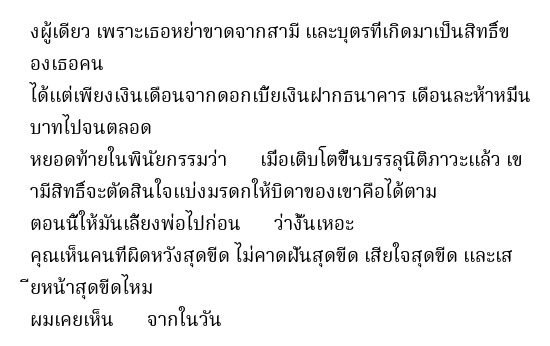 งผู้เดียว เพราะเธอหย่าขาดจากสามี และบุตรที่เกิดมาเป็นสิทธิ์ข
องเธอคน
ได้แต่เพียงเงินเดือนจากดอกเบี้ยเงินฝากธนาคาร เดือนละห้าหมื่น
บาทไปจนตลอด
หยอดท้ายในพินัยกรรมว่า เมื่อเติบโตขึ้นบรรลุนิติภาวะแล้ว เข
ามีสิทธิ์จะตัดสินใจแบ่งมรดกให้บิดาของเขาคือได้ตาม
ตอนนี้ให้มันเลี้ยงพ่อไปก่อน ว่างั้นเหอะ
คุณเห็นคนที่ผิดหวังสุดขีด ไม่คาดฝันสุดขีด เสียใจสุดขีด และเส
ียหน้าสุดขีดไหม
ผมเคยเห็น จากในวัน